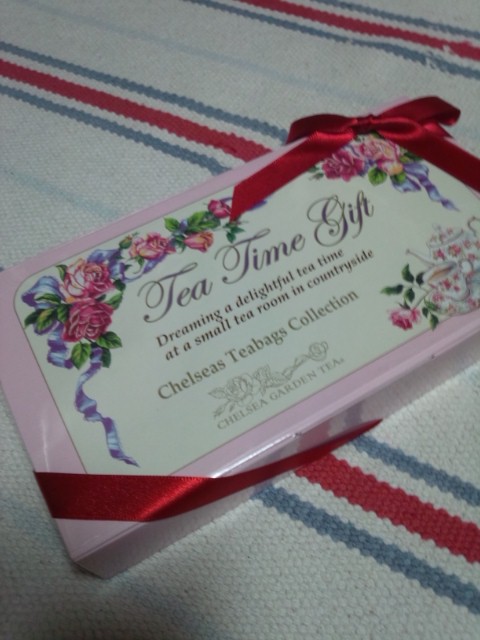 Tea Time Gift
Dreaming a delightful tea time
at a small tea room in countryside
Chelseas Teabags Collection
CHELSEA GARDEN TEA